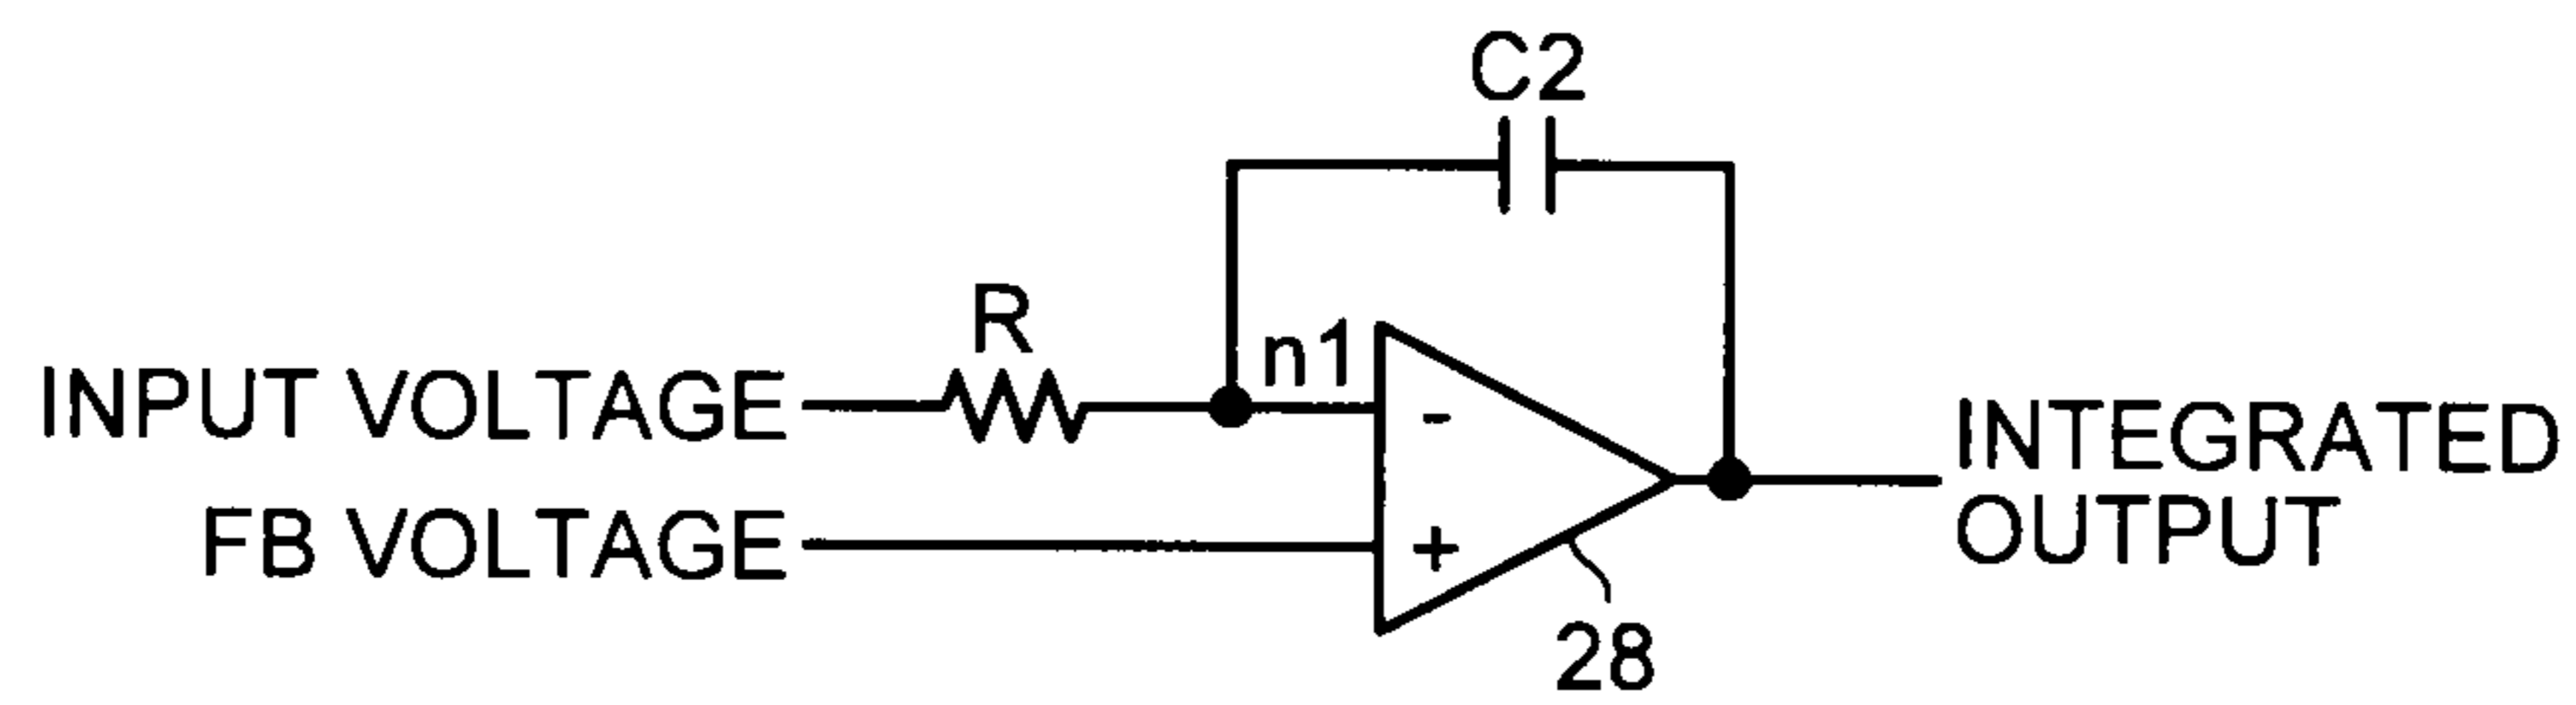 C2
R
n1
INPUT VOLTAGE
-
INTEGRATED
OUTPUT
FB VOLTAGE
+
28